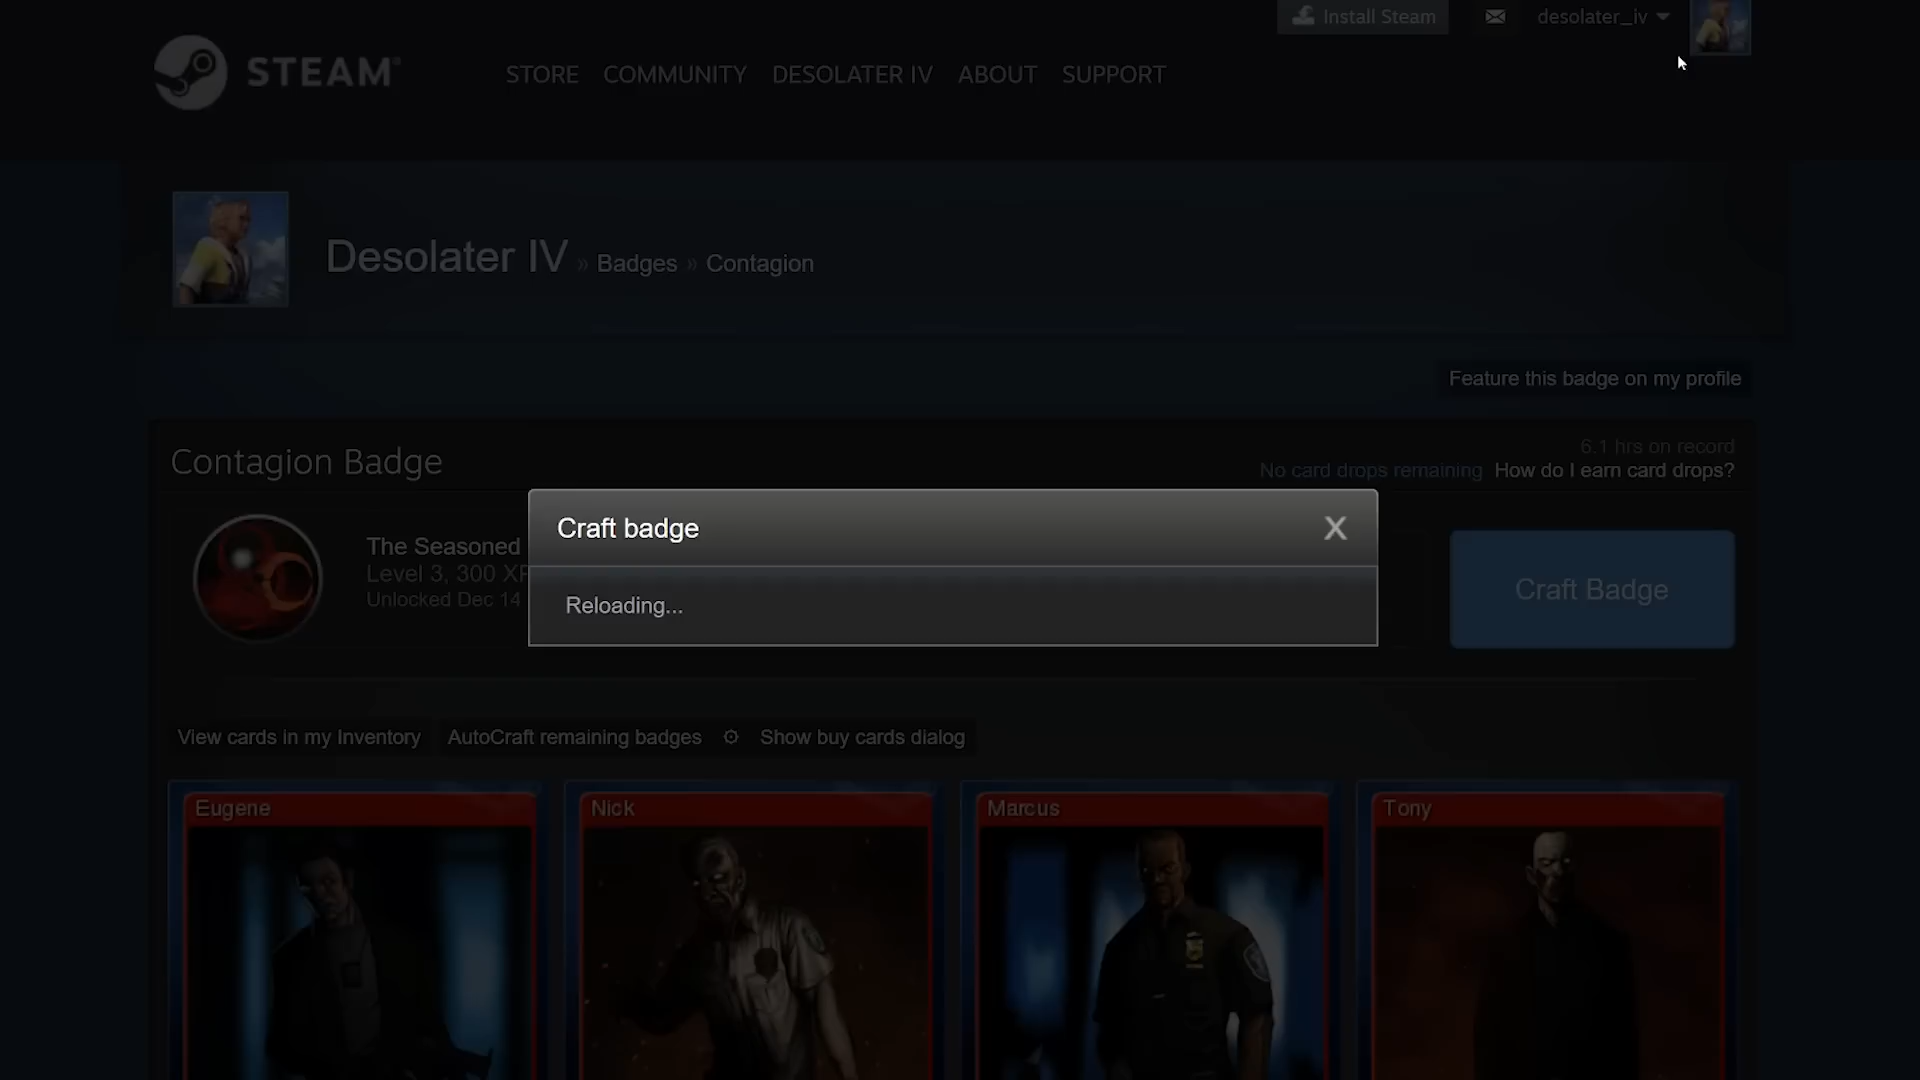 Install Steam
desolater_iv
STEAM
STORE COMMUNITY DESOLATER IV ABOUT SUPPORT
Desolater IV » Badges » Contagion
Feature this badge on my profile
Contagion Badge
6.1 hrs on record
No card drops remaining How do I earn card drops?
Craft badge
X
The Seasoned
Level 3, 300 XP
Unlocked Dec 14
Reloading...
Craft Badge
View cards in my Inventory AutoCraft remaining badges Show buy cards dialog
Eugene Nick Marcus Tony